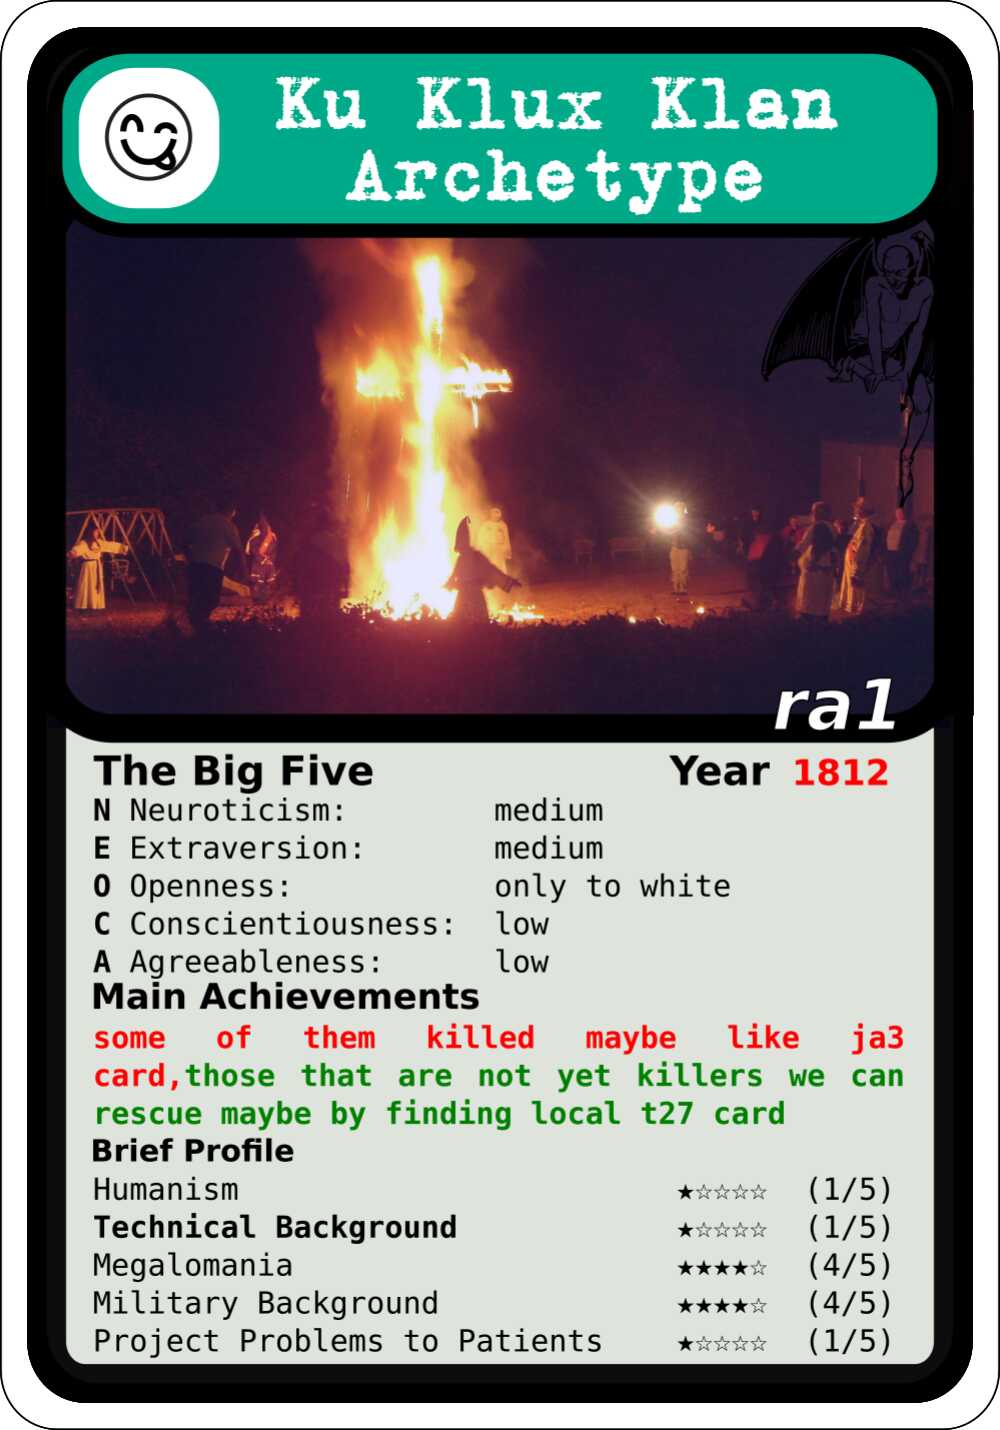 Ku Klux Klan
Archetype
ra1
The Big Five Year 1812
N Neuroticism: medium
E Extraversion: medium
O Openness: only to white
C Conscientiousness: low
A Agreeableness: low
Main Achievements
some of them killed maybe like ja3
card,those that are not yet killers we can
rescue maybe by finding local t27 card
Brief Profile
Humanism ★☆☆☆☆ (1/5)
Technical Background ★☆☆☆☆ (1/5)
Megalomania ★★★★☆ (4/5)
Military Background ★★★★☆ (4/5)
Project Problems to Patients ★☆☆☆☆ (1/5)